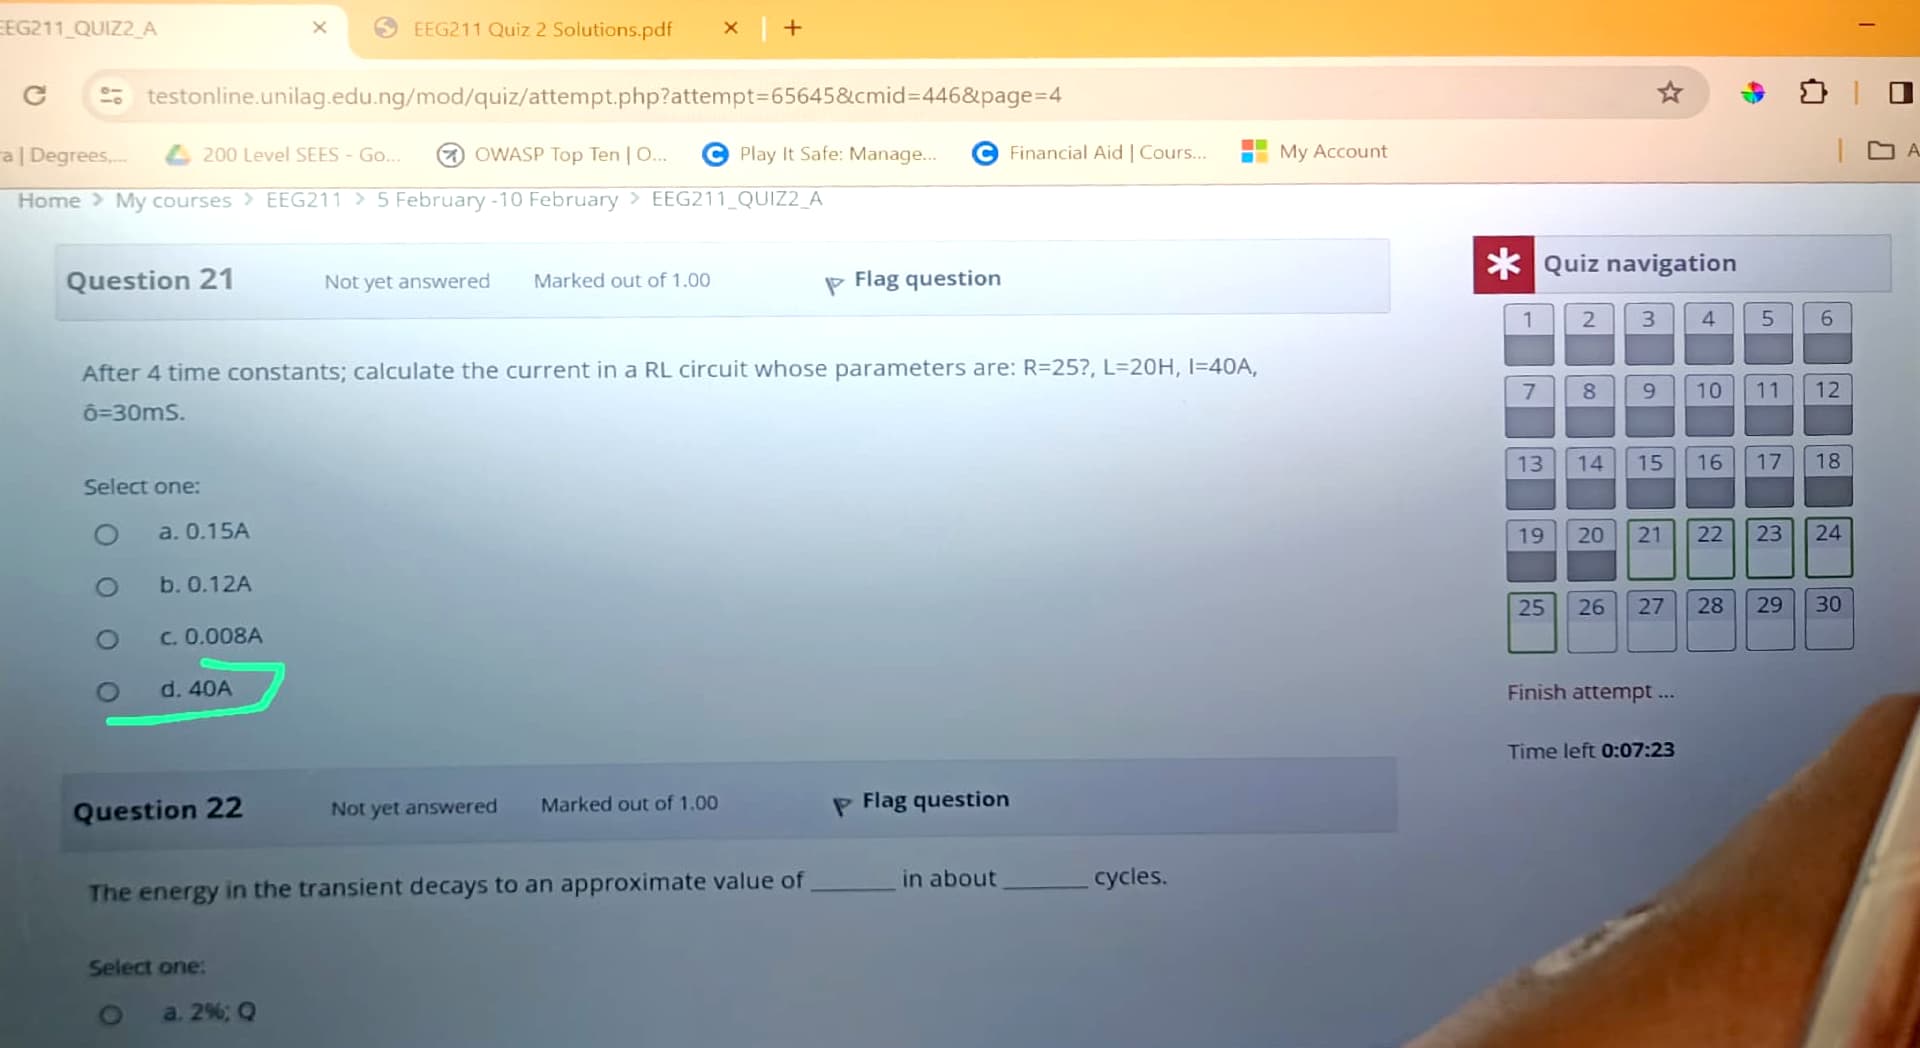 EEG211_QUIZ2_A
EEG211 Quiz 2 Solutions.pdf
testonline.unilag.edu.ng/mod/quiz/attempt.php?attempt=65645&cmid=446&page=4
a | Degrees,...
200 Level SEES - Go...
OWASP Top Ten | O...
Play It Safe: Manage...
Financial Aid | Cours...
My Account
A
Home > My courses > EEG211 > 5 February -10 February > EEG211_QUIZ2_A
Question 21 Not yet answered Marked out of 1.00 Flag question
After 4 time constants; calculate the current in a RL circuit whose parameters are: R=25?, L=20H, I=40A,
ô=30mS.
Select one:
a. 0.15A
b. 0.12A
c. 0.008A
d. 40A
Question 22 Not yet answered Marked out of 1.00 Flag question
The energy in the transient decays to an approximate value of ______ in about ______ cycles.
Select one:
a. 2%; Q
Quiz navigation
1 2 3 4 5 6
7 8 9 10 11 12
13 14 15 16 17 18
19 20 21 22 23 24
25 26 27 28 29 30
Finish attempt ...
Time left 0:07:23